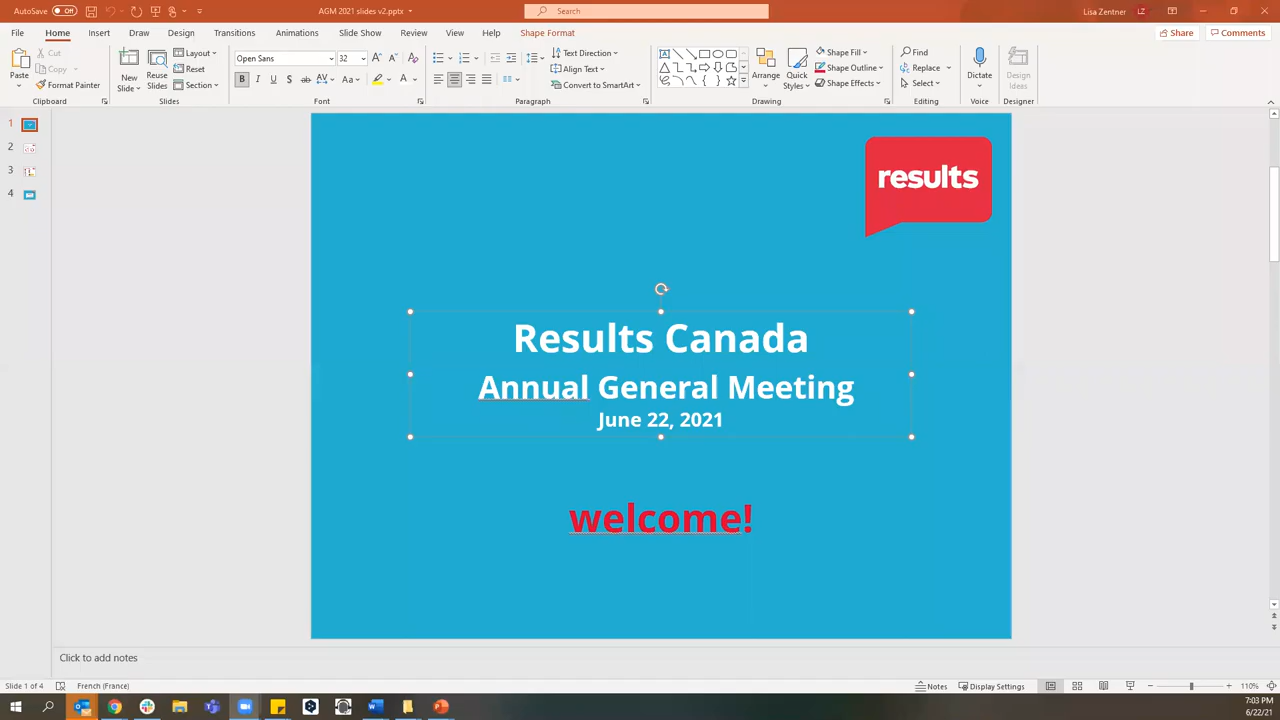 AutoSave Off AGM 2021 slides v2.pptx Search Lisa Zentner LZ
File Home Insert Draw Design Transitions Animations Slide Show Review View Help Shape Format Share Comments
Paste Cut Copy Format Painter Clipboard
New Slide Reuse Slides Layout Reset Section Slides
Open Sans 32 Font
Text Direction Align Text Convert to SmartArt Paragraph
Arrange Quick Styles Shape Fill Shape Outline Shape Effects Drawing
Find Replace Select Editing
Dictate Voice
Design Ideas Designer
1
2
3
4
results
Results Canada
Annual General Meeting
June 22, 2021
welcome!
Click to add notes
Slide 1 of 4 French (France) Notes Display Settings 110%
7:03 PM
6/22/21